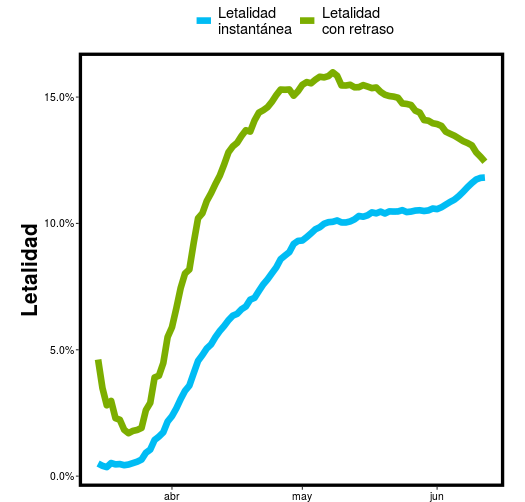 Letalidad
instantánea
Letalidad
con retraso
Letalidad
15.0%
10.0%
5.0%
0.0%
abr
may
jun